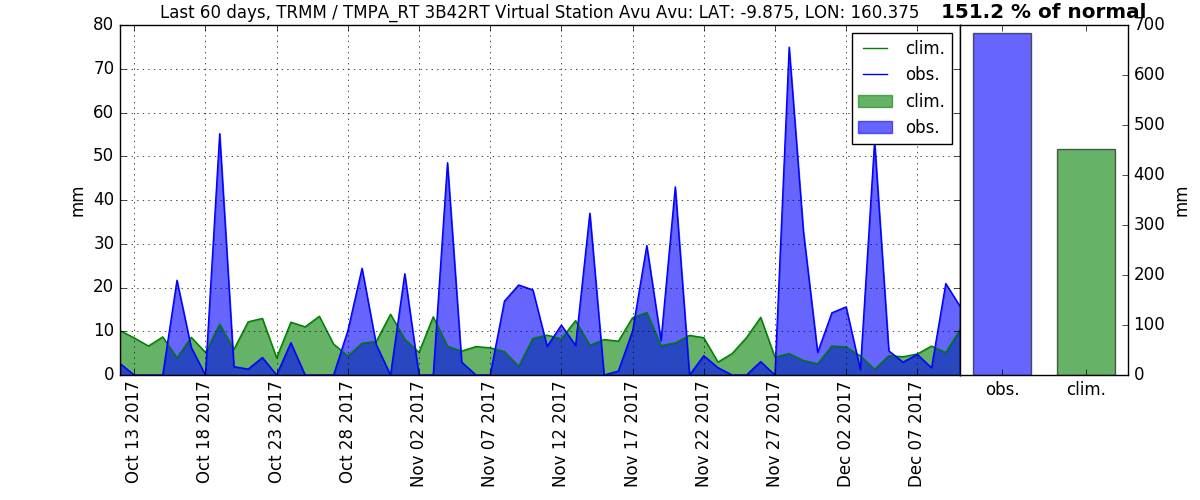 Last 60 days, TRMM / TMPA_RT 3B42RT Virtual Station Avu Avu: LAT: -9.875, LON: 160.375
151.2 % of normal
80
70
60
50
40
30
20
10
0
mm
clim.
obs.
clim.
obs.
Oct 13 2017
Oct 18 2017
Oct 23 2017
Oct 28 2017
Nov 02 2017
Nov 07 2017
Nov 12 2017
Nov 17 2017
Nov 22 2017
Nov 27 2017
Dec 02 2017
Dec 07 2017
700
600
500
400
300
200
100
0
mm
obs.
clim.